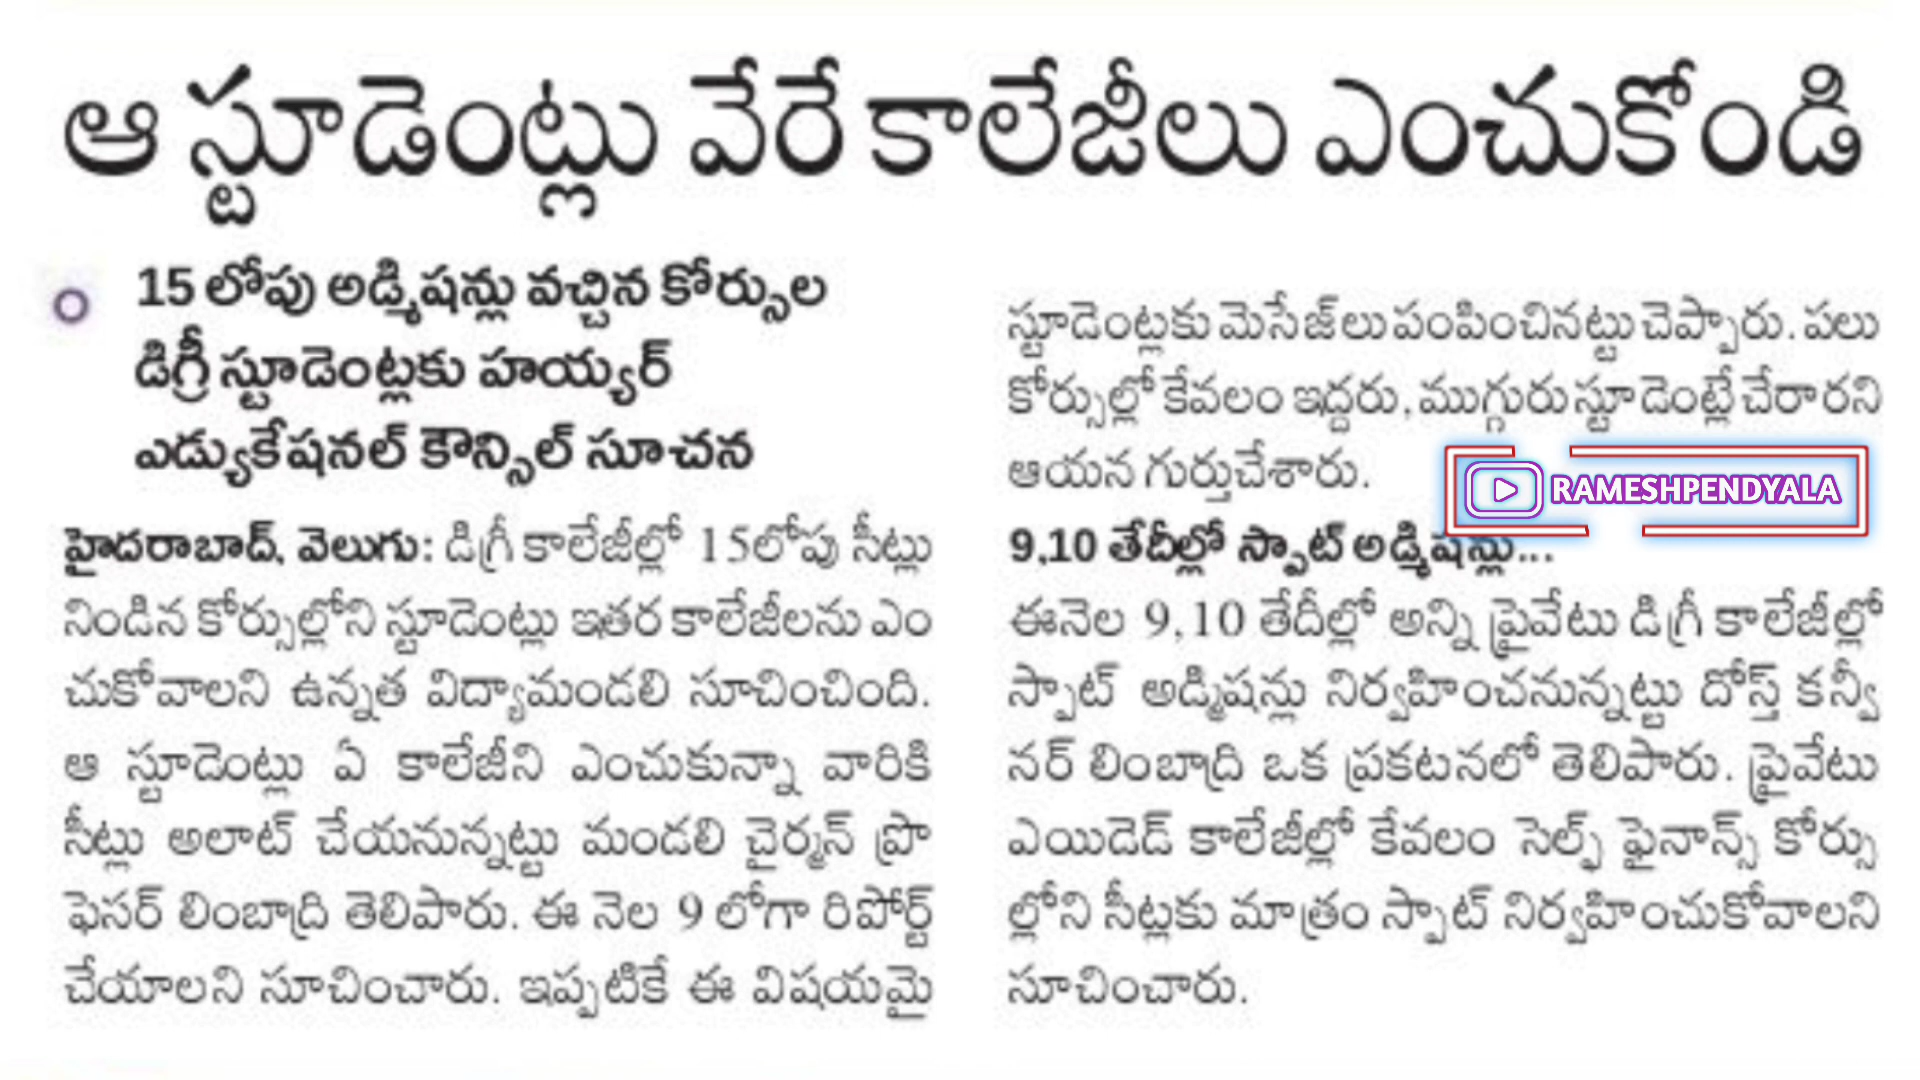 ఆ స్టూడెంట్లు వేరే కాలేజీలు ఎంచుకోండి
15 లోపు అడ్మిషన్లు వచ్చిన కోర్సుల
డిగ్రీ స్టూడెంట్లకు హయ్యర్
ఎడ్యుకేషనల్ కౌన్సిల్ సూచన
హైదరాబాద్, వెలుగు: డిగ్రీ కాలేజీల్లో 15లోపు సీట్లు
నిండిన కోర్సుల్లోని స్టూడెంట్లు ఇతర కాలేజీలను ఎం
చుకోవాలని ఉన్నత విద్యామండలి సూచించింది.
ఆ స్టూడెంట్లు ఏ కాలేజీని ఎంచుకున్నా వారికి
సీట్లు అలాట్ చేయనున్నట్టు మండలి చైర్మన్ ప్రొ
ఫెసర్ లింబాద్రి తెలిపారు. ఈ నెల 9 లోగా రిపోర్ట్
చేయాలని సూచించారు. ఇప్పటికే ఈ విషయమై
స్టూడెంట్లకు మెసేజ్‌లు పంపించినట్టు చెప్పారు. పలు
కోర్సుల్లో కేవలం ఇద్దరు, ముగ్గురు స్టూడెంట్లే చేరారని
ఆయన గుర్తుచేశారు.
RAMESHPENDYALA
9,10 తేదీల్లో స్పాట్ అడ్మిషన్లు...
ఈనెల 9,10 తేదీల్లో అన్ని ప్రైవేటు డిగ్రీ కాలేజీల్లో
స్పాట్ అడ్మిషన్లు నిర్వహించనున్నట్టు దోస్త్ కన్వీ
నర్ లింబాద్రి ఒక ప్రకటనలో తెలిపారు. ప్రైవేటు
ఎయిడెడ్ కాలేజీల్లో కేవలం సెల్ఫ్ ఫైనాన్స్ కోర్సు
ల్లోని సీట్లకు మాత్రం స్పాట్ నిర్వహించుకోవాలని
సూచించారు.